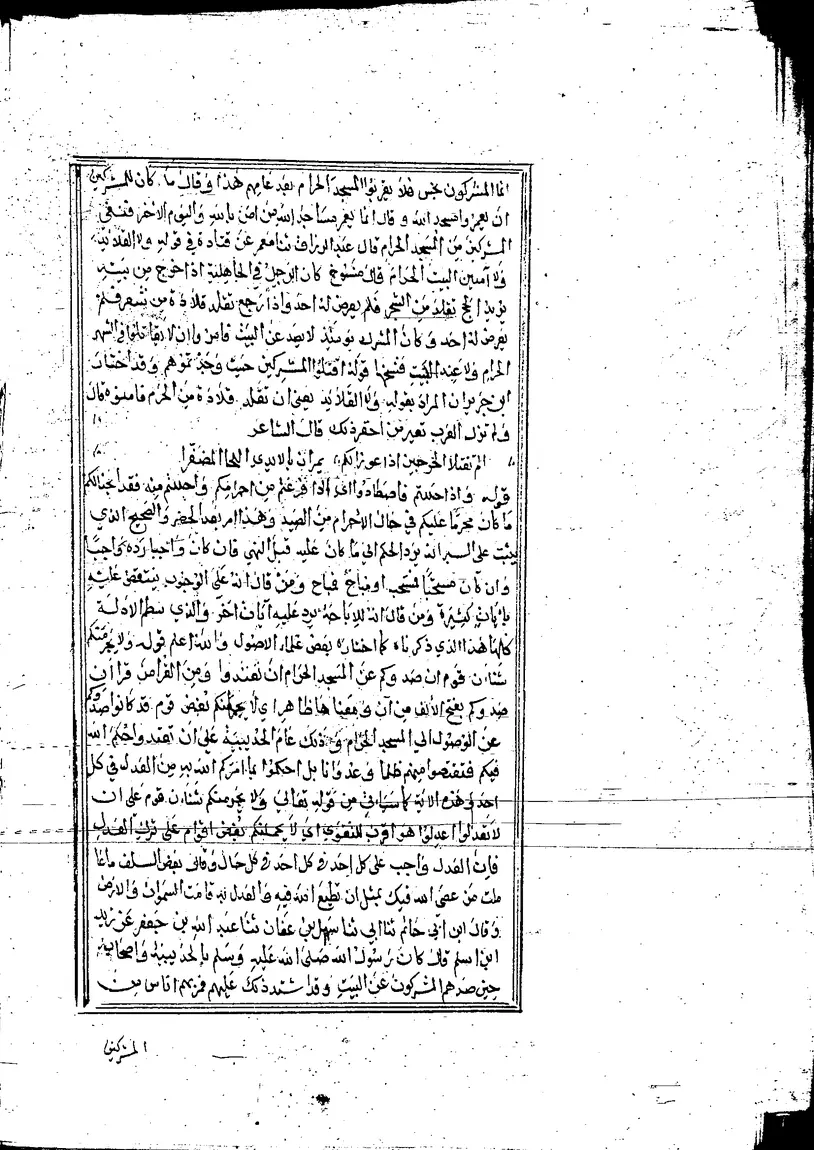 انما المشركون نجس فلا يقربوا المسجد الحرام بعد عامهم هذا وقال ما كان للمشركين
ان يعمروا مساجد الله وقال انما يعمر مساجد الله من امن بالله واليوم الاخر فنفى
المشركين من المسجد الحرام قال عبد الرزاق ثنا معمر عن قتادة في قوله ولا القلائد
ولا آمين البيت الحرام قال منسوخ كان الرجل في الجاهلية اذا خرج من بيته
يريد الحج تقلد من الشجر فلم يعرض له احد واذا رجع تقلد قلادة من شعر فلم
يعرض له احد وكان المشرك يومئذ لا يصد عن البيت فامروا ان لا يقاتلوا في الشهر
الحرام ولا عند البيت فنسخها قوله اقتلوا المشركين حيث وجدتموهم وقد اختار
ابن جرير ان المراد بقوله ولا القلائد يعني ان تقلد قلادة من الحرم فامنوه قال
ولم تزل العرب تعير من اخفر ذلك قال الشاعر
الم تقتلا الحرجين اذ اعورا لكم يمران بالايدي اللحا المضفرا
قوله واذا حللتم فاصطادوا اي اذا فرغتم من احرامكم واحللتم منه فقد ابحنا لكم
ما كان محرما عليكم في حال الاحرام من الصيد وهذا امر بعد الحضر والصحيح الذي
يثبت على السبر انه يرد الحكم الى ما كان عليه قبل النهي فان كان واجبا رده واجبا
وان كان مستحبا فمستحب او مباح فمباح ومن قال انه على الوجوب ينتقض عليه
بايات كثيرة ومن قال انه للاباحة يرد عليه آيات اخر والذي ينظم الادلة
كلها هذا الذي ذكرناه كما اختاره بعض علماء الاصول والله اعلم قوله ولا يجرمنكم
شنان قوم ان صدوكم عن المسجد الحرام ان تعتدوا ومن القراء من قرا ان
صدوكم بفتح الالف من ان ومعناها ظاهر اي لا يحملنكم بغض قوم قد كانوا صدوكم
عن الوصول الى المسجد الحرام وذلك عام الحديبية على ان تعتدوا حكم الله
فيكم فتقتصوا منهم ظلما وعدوانا بل احكموا بما امركم الله به من العدل في كل
احد وهذه الاية كما سياتي من قوله تعالى ولا يجرمنكم شنان قوم على ان
لا تعدلوا اعدلوا هو اقرب للتقوى اي لا يحملنكم بغض اقوام على ترك العدل
فان العدل واجب على كل احد في كل احد في كل حال وقال بعض السلف ما عا
ملت من عصى الله فيك بمثل ان تطيع الله فيه والعدل به قامت السموات والارض
وقال ابن ابي حاتم ثنا ابي ثنا سهل بن عفان ثنا عبد الله بن جعفر عن زيد
ابن اسلم قال كان رسول الله صلى الله عليه وسلم بالحديبية واصحابه
حين صدهم المشركون عن البيت وقد اشتد ذلك عليهم فمر بهم اناس من
المشركين